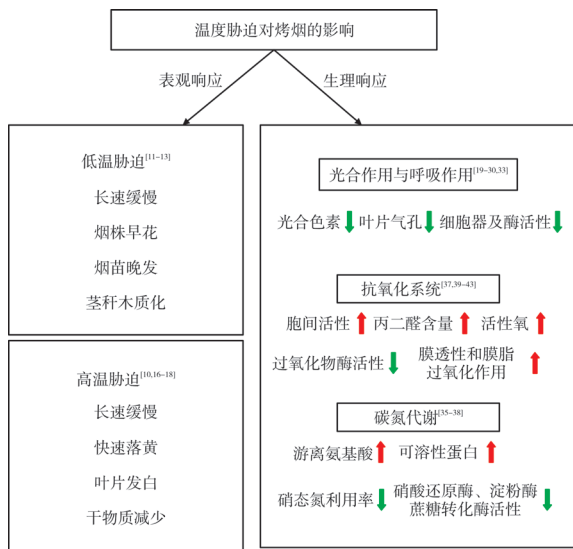 温度胁迫对烤烟的影响
表观响应
生理响应
低温胁迫[11-13]
长速缓慢
烟株早花
烟苗晚发
茎秆木质化
高温胁迫[10,16-18]
长速缓慢
快速落黄
叶片发白
干物质减少
光合作用与呼吸作用[19-30,33]
光合色素 叶片气孔 细胞器及酶活性
抗氧化系统[37,39-43]
胞间活性 丙二醛含量 活性氧
过氧化物酶活性
膜透性和膜脂
过氧化作用
碳氮代谢[35-38]
游离氨基酸 可溶性蛋白
硝态氮利用率
硝酸还原酶、淀粉酶
蔗糖转化酶活性